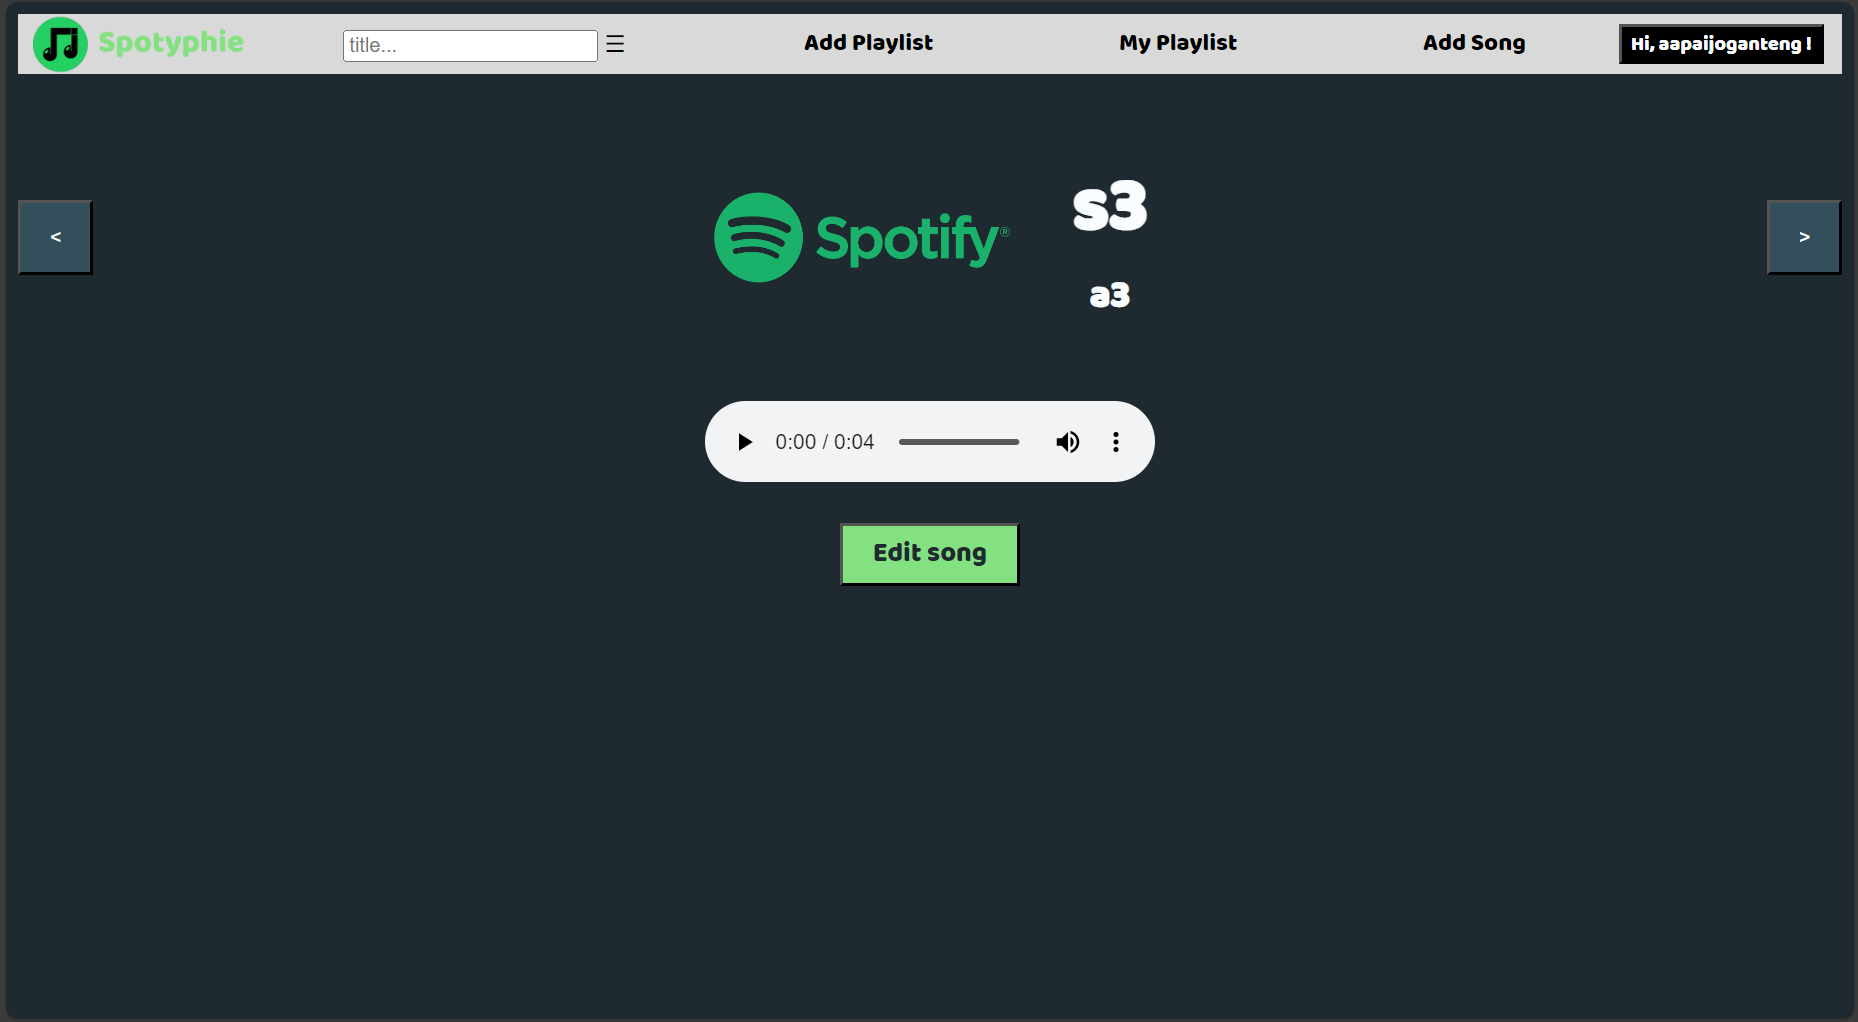 Spotyphie
title...
☰
Add Playlist
My Playlist
Add Song
Hi, aapaijoganteng !
<
Spotify®
s3
a3
>
0:00 / 0:04
Edit song